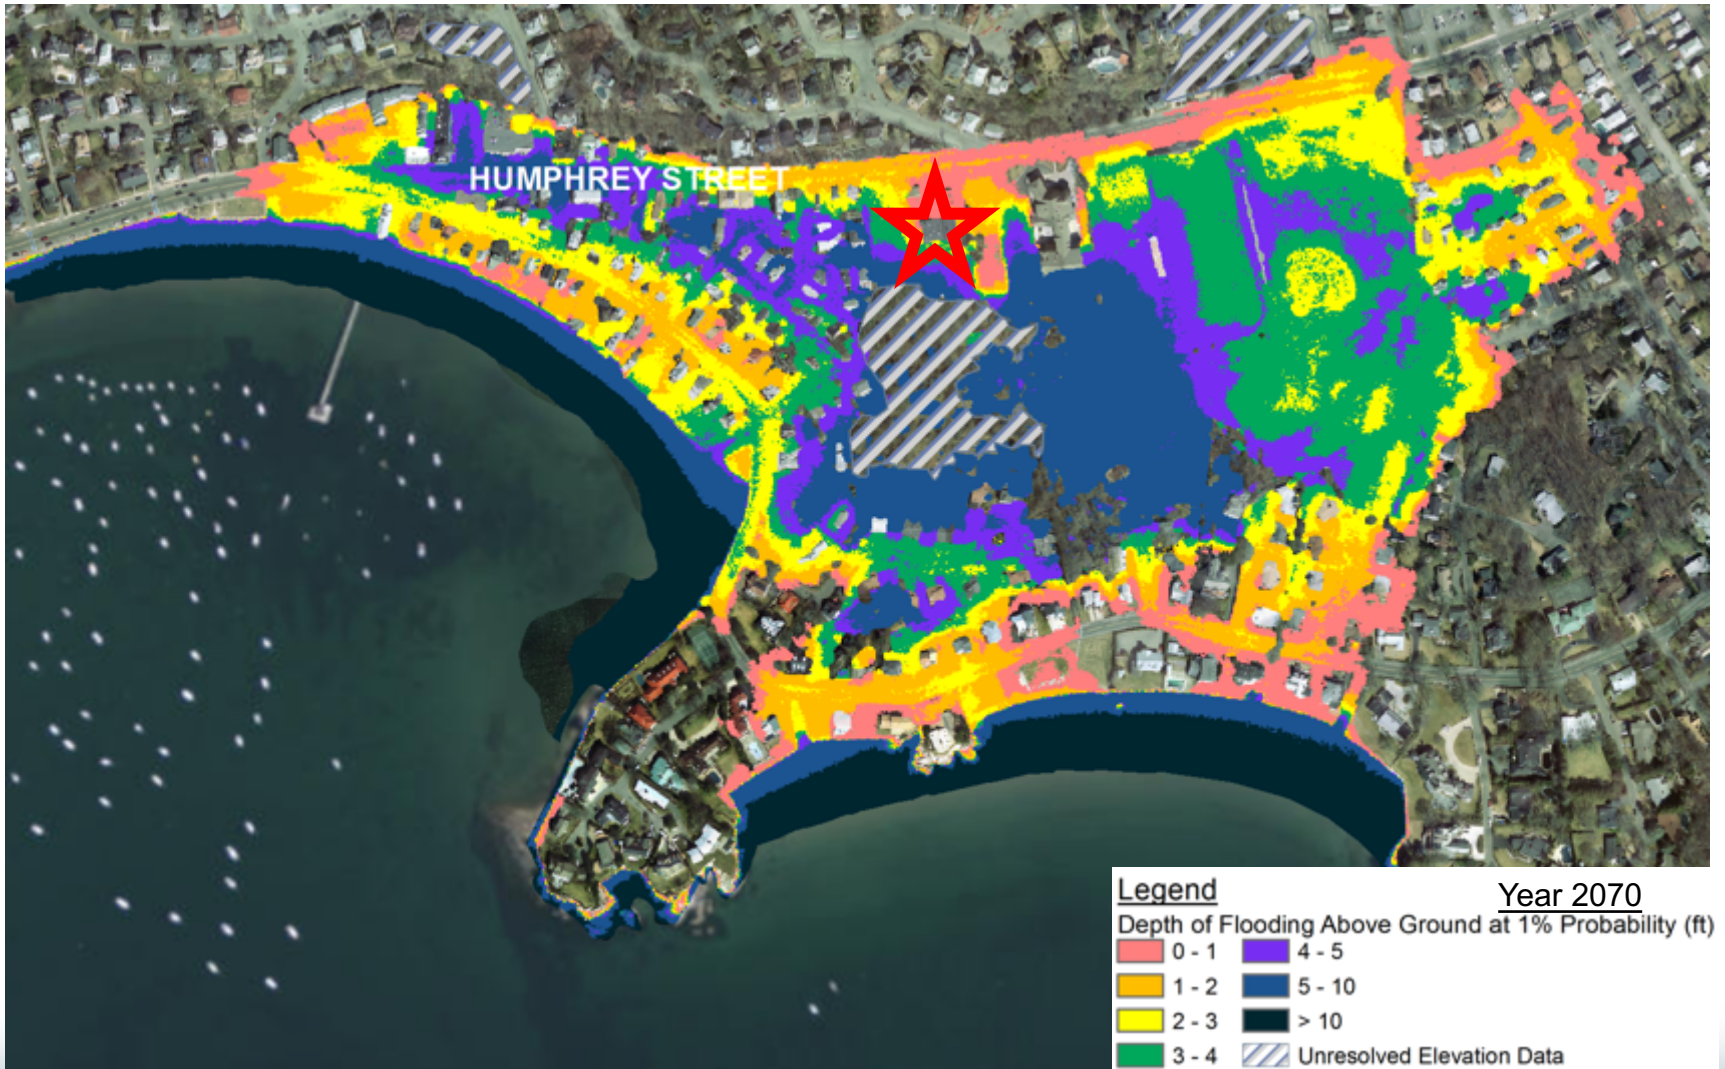 HUMPHREY STREET
Legend
Year 2070
Depth of Flooding Above Ground at 1% Probability (ft)
0 - 1
4 - 5
1 - 2
5 - 10
2 - 3
> 10
3 - 4
Unresolved Elevation Data